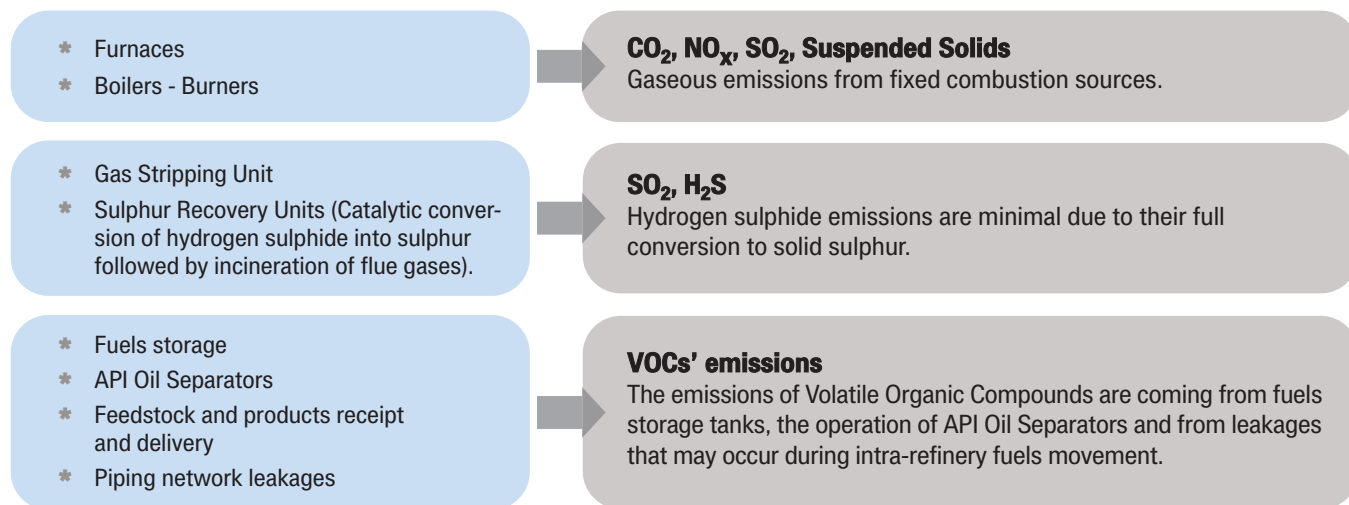 * Furnaces
* Boilers - Burners
CO₂, NOₓ, SO₂, Suspended Solids
Gaseous emissions from fixed combustion sources.
* Gas Stripping Unit
* Sulphur Recovery Units (Catalytic conver-
sion of hydrogen sulphide into sulphur
followed by incineration of flue gases).
SO₂, H₂S
Hydrogen sulphide emissions are minimal due to their full
conversion to solid sulphur.
* Fuels storage
* API Oil Separators
* Feedstock and products receipt
and delivery
* Piping network leakages
VOCs’ emissions
The emissions of Volatile Organic Compounds are coming from fuels
storage tanks, the operation of API Oil Separators and from leakages
that may occur during intra-refinery fuels movement.